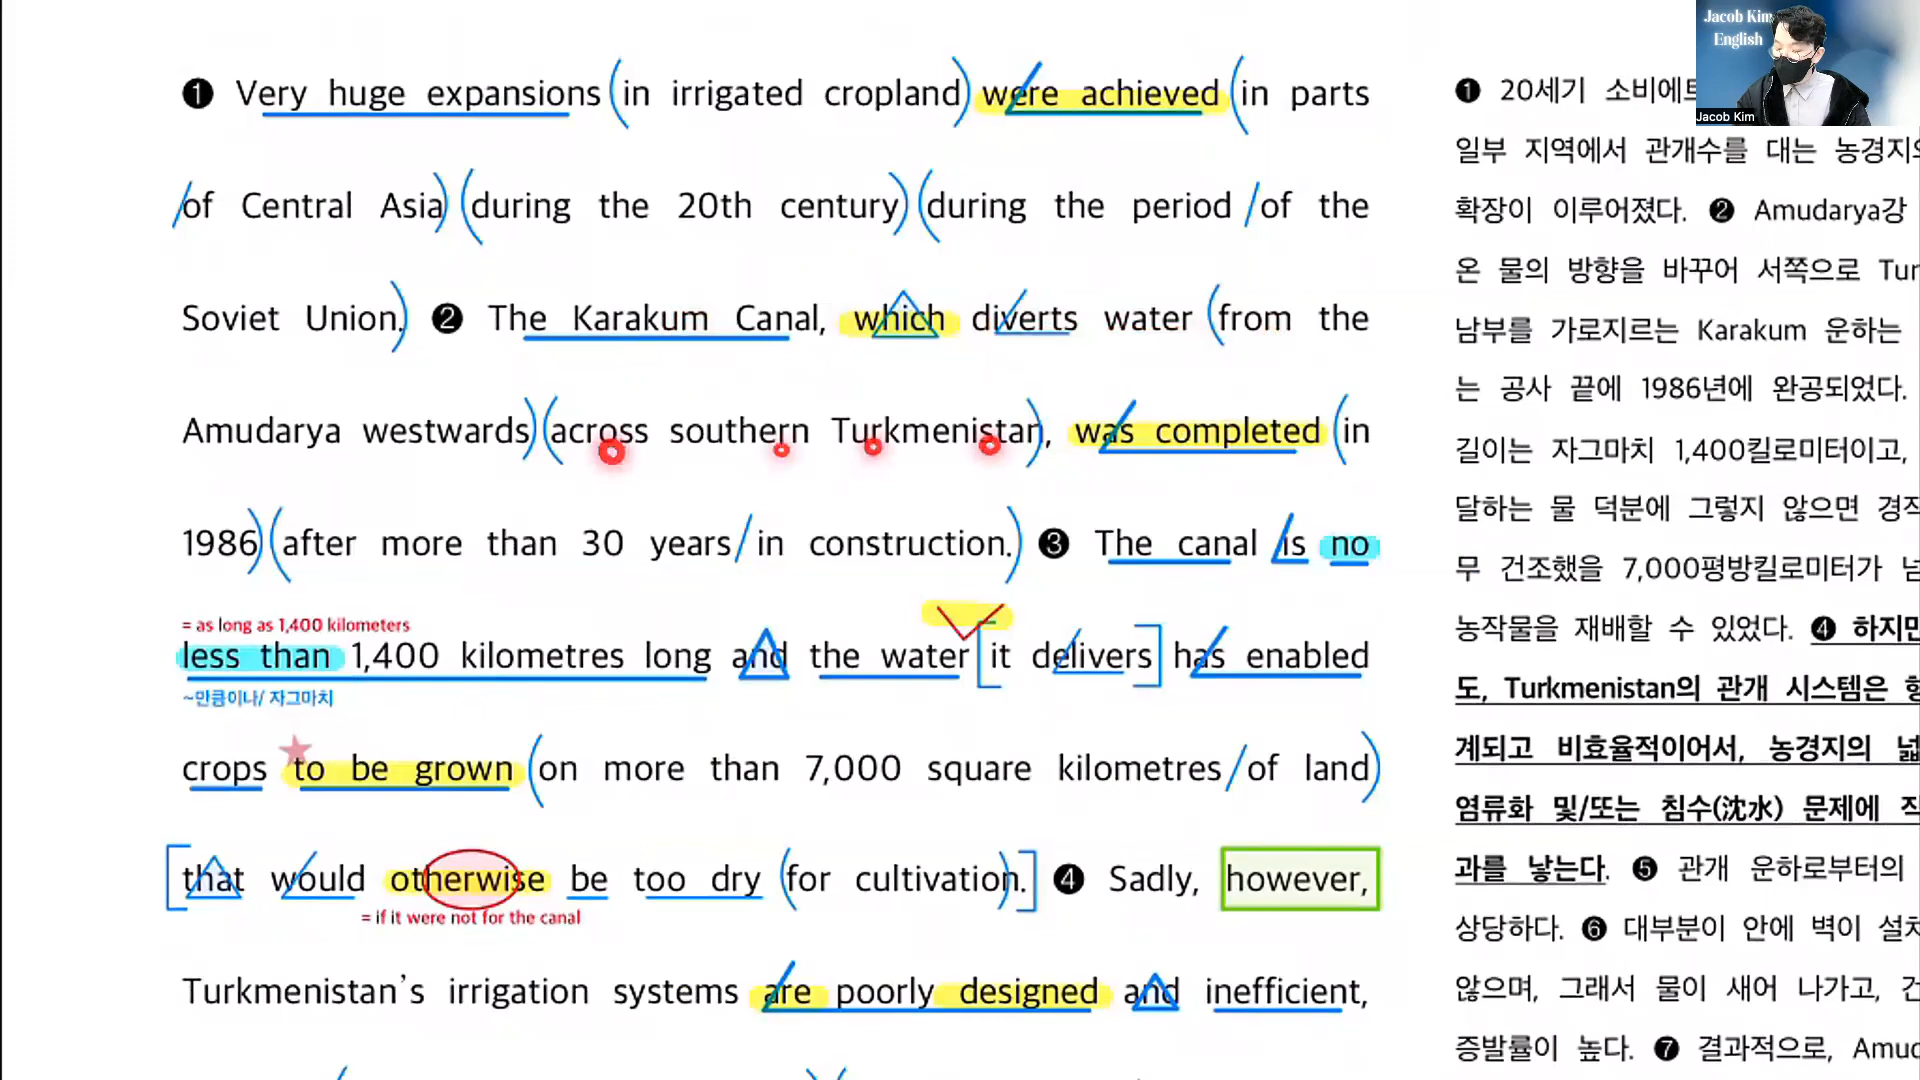 Jacob Kim
English
Jacob Kim
❶ Very huge expansions in irrigated cropland were achieved in parts
of Central Asia during the 20th century during the period of the
Soviet Union. ❷ The Karakum Canal, which diverts water from the
Amudarya westwards across southern Turkmenistan, was completed in
1986 after more than 30 years in construction. ❸ The canal is no
= as long as 1,400 kilometers
less than 1,400 kilometres long and the water it delivers has enabled
~만큼이나/ 자그마치
crops to be grown on more than 7,000 square kilometres of land
that would otherwise be too dry for cultivation. ❹ Sadly, however,
= if it were not for the canal
Turkmenistan's irrigation systems are poorly designed and inefficient,
❶ 20세기 소비에트
일부 지역에서 관개수를 대는 농경지의
확장이 이루어졌다. ❷ Amudarya강
온 물의 방향을 바꾸어 서쪽으로 Tur
남부를 가로지르는 Karakum 운하는
는 공사 끝에 1986년에 완공되었다.
길이는 자그마치 1,400킬로미터이고,
달하는 물 덕분에 그렇지 않으면 경작
무 건조했을 7,000평방킬로미터가 넘
농작물을 재배할 수 있었다. ❹ 하지만
도, Turkmenistan의 관개 시스템은 형
계되고 비효율적이어서, 농경지의 넓
염류화 및/또는 침수(沈水) 문제에 직
과를 낳는다. ❺ 관개 운하로부터의
상당하다. ❻ 대부분이 안에 벽이 설치
않으며, 그래서 물이 새어 나가고, 건
증발률이 높다. ❼ 결과적으로, Amud